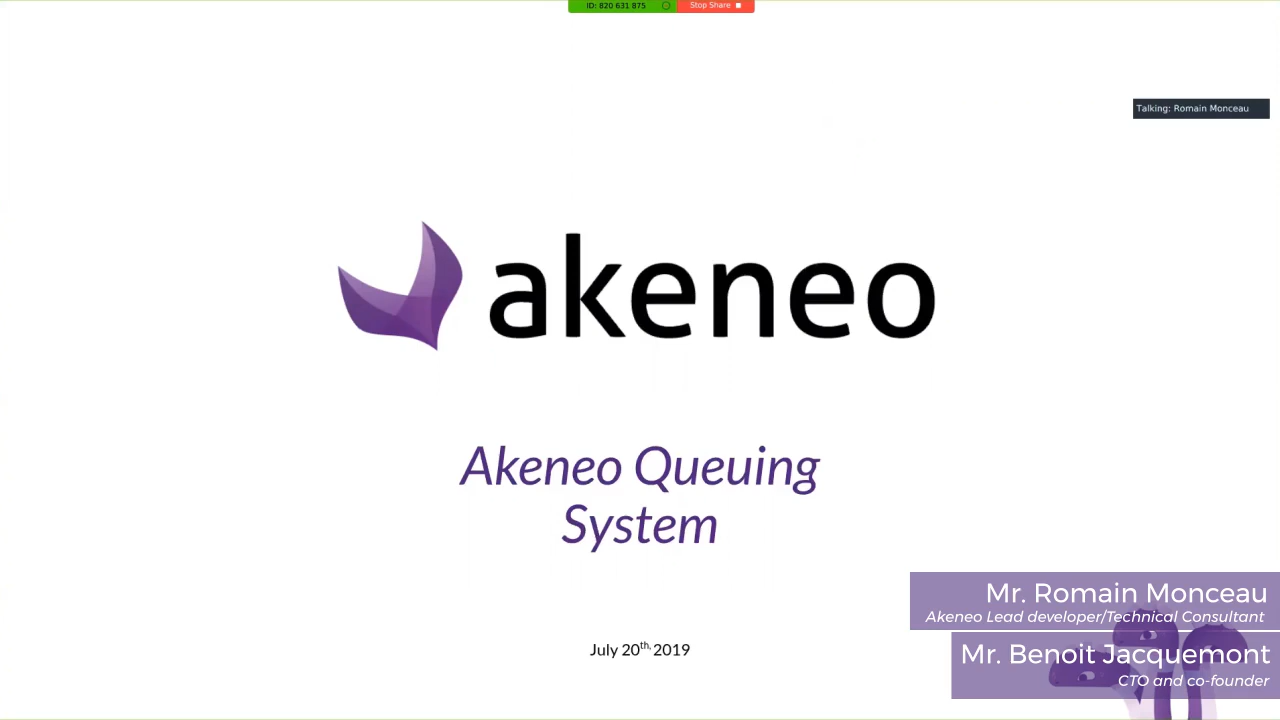 ID: 820 631 875
Stop Share
Talking: Romain Monceau
akeneo
Akeneo Queuing
System
July 20th, 2019
Mr. Romain Monceau
Akeneo Lead developer/Technical Consultant
Mr. Benoit Jacquemont
CTO and co-founder